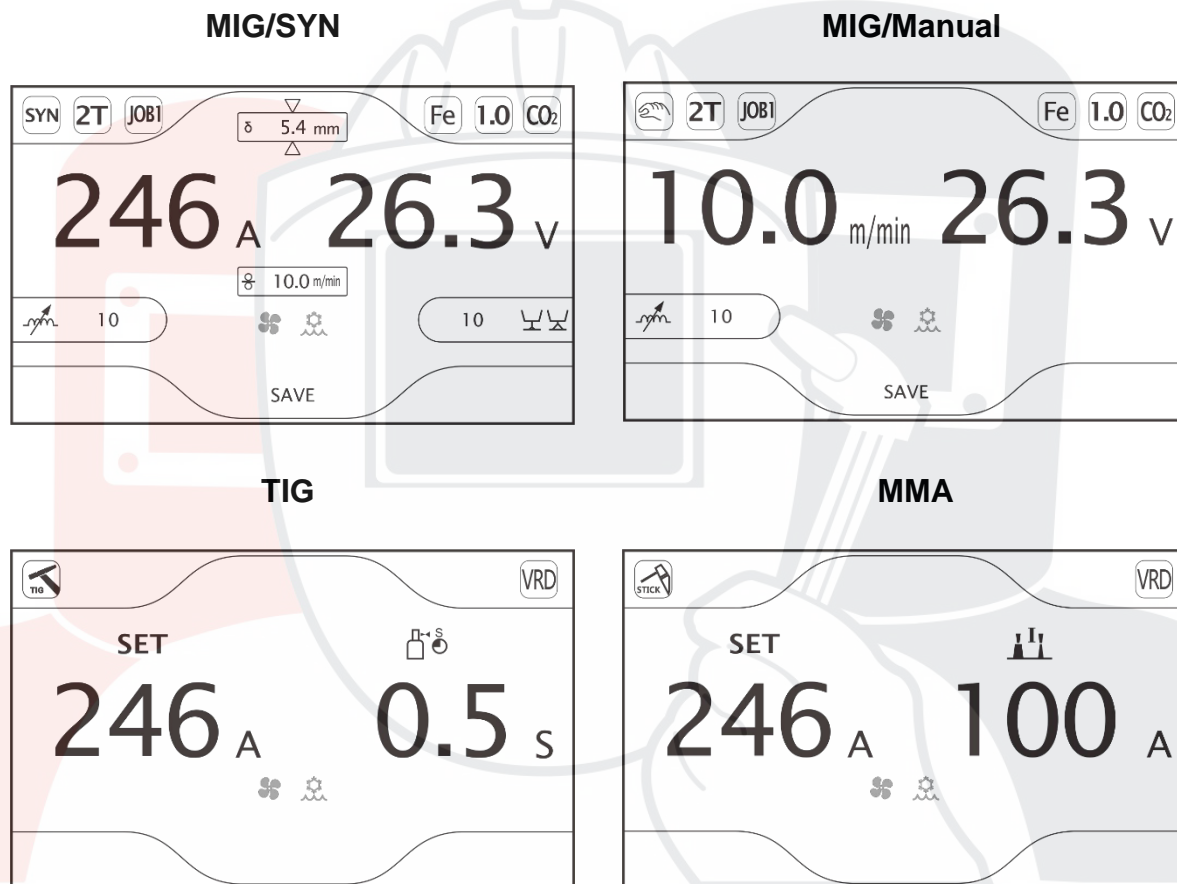 MIG/SYN
SYN 2T JOB1 δ 5.4 mm Fe 1.0 CO₂
246 A 26.3 V
10.0 m/min
10 10
SAVE
MIG/Manual
2T JOB1 Fe 1.0 CO₂
10.0 m/min 26.3 V
10
SAVE
TIG
TIG VRD
SET S
246 A 0.5 S
MMA
STICK VRD
SET I
246 A 100 A